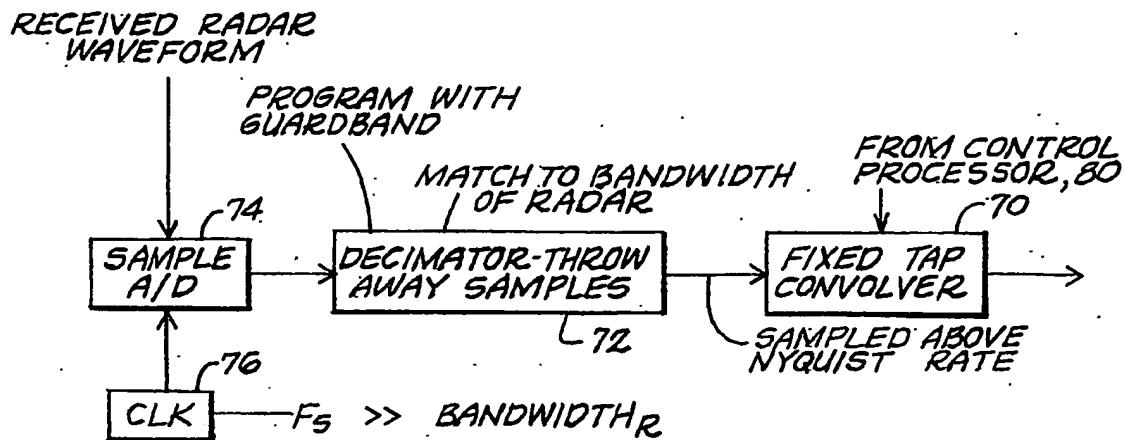 RECEIVED RADAR
WAVEFORM
PROGRAM WITH
GUARDBAND
MATCH TO BANDWIDTH
OF RADAR
FROM CONTROL
PROCESSOR, 80
74
70
SAMPLE
A/D
DECIMATOR-THROW
AWAY SAMPLES
FIXED TAP
CONVOLVER
72
SAMPLED ABOVE
NYQUIST RATE
76
CLK
FS >> BANDWIDTHR